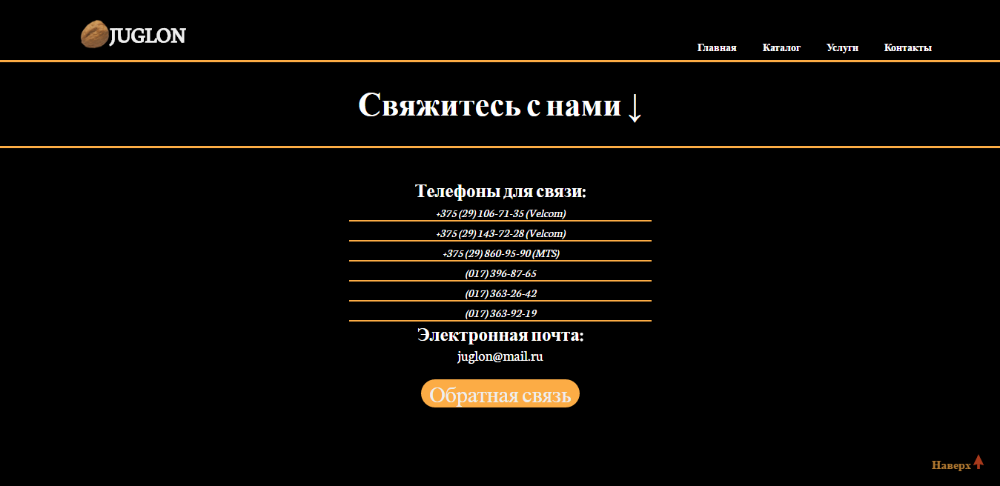 JUGLON
Главная Каталог Услуги Контакты
Свяжитесь с нами ↓
Телефоны для связи:
+375 (29) 106-71-35 (Velcom)
+375 (29) 143-72-28 (Velcom)
+375 (29) 860-95-90 (MTS)
(017) 396-87-65
(017) 363-26-42
(017) 363-92-19
Электронная почта:
juglon@mail.ru
Обратная связь
Наверх